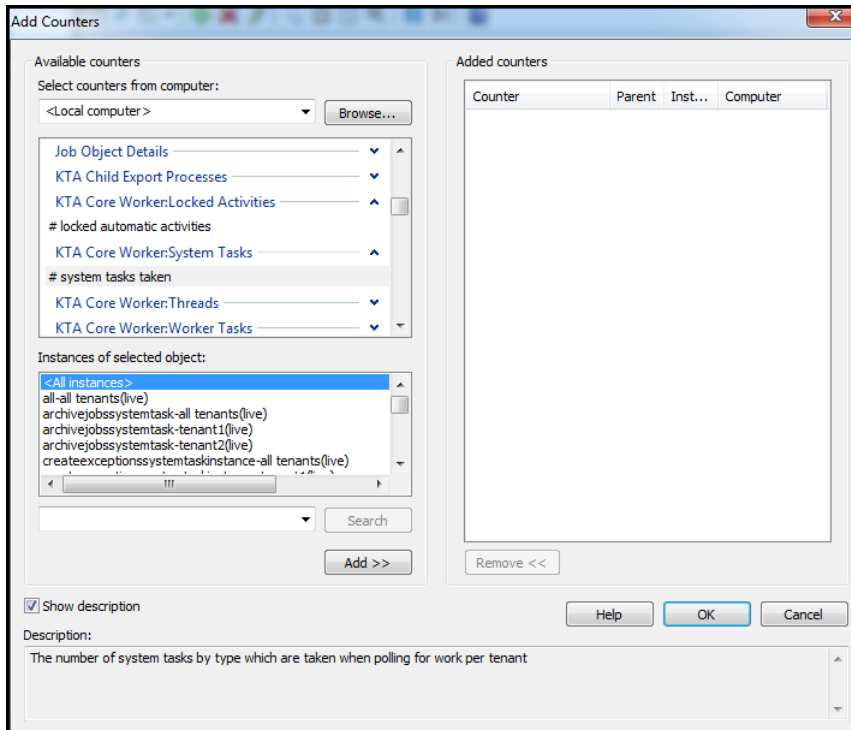 Add Counters
Available counters
Select counters from computer:
<Local computer>
Browse...
Job Object Details
KTA Child Export Processes
KTA Core Worker:Locked Activities
# locked automatic activities
KTA Core Worker:System Tasks
# system tasks taken
KTA Core Worker:Threads
KTA Core Worker:Worker Tasks
Instances of selected object:
<All instances>
all-all tenants(live)
archivejobssystemtask-all tenants(live)
archivejobssystemtask-tenant1(live)
archivejobssystemtask-tenant2(live)
createexceptionssystemtaskinstance-all tenants(live)
Search
Add >>
Added counters
Counter Parent Inst... Computer
Remove <<
Show description
Help OK Cancel
Description:
The number of system tasks by type which are taken when polling for work per tenant